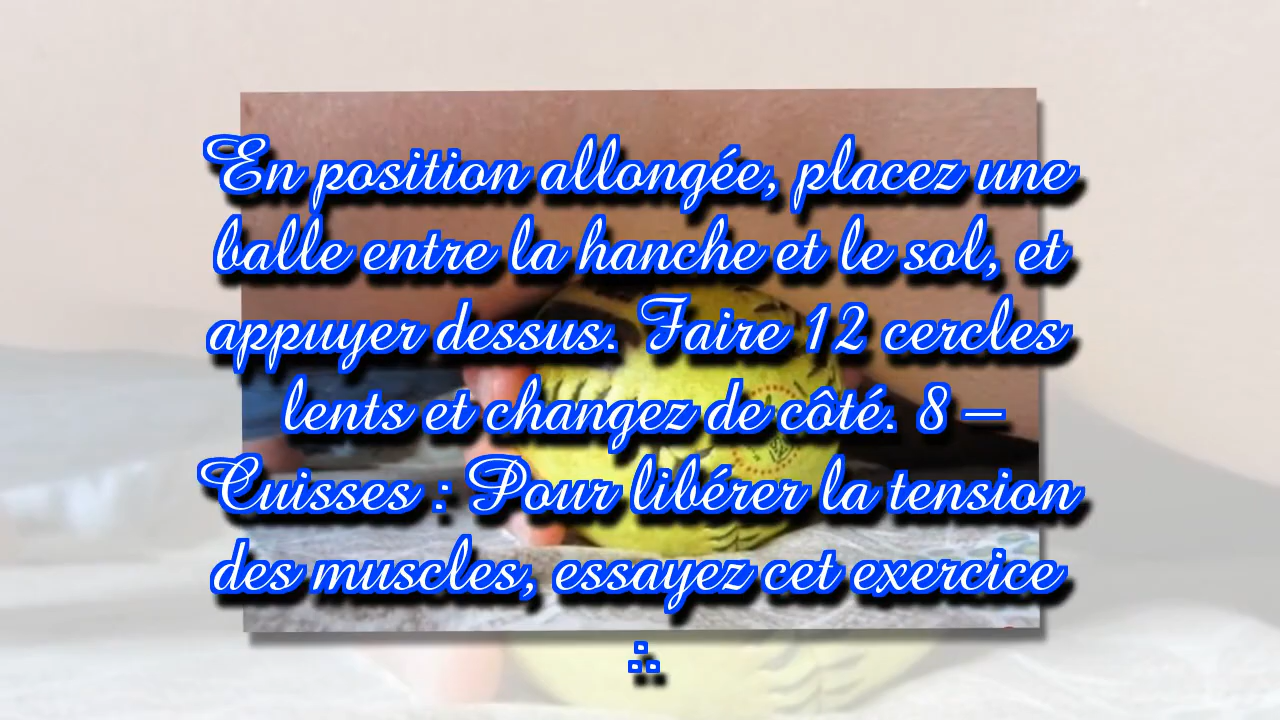 En position allongée, placez une
balle entre la hanche et le sol, et
appuyer dessus. Faire 12 cercles
lents et changez de côté. 8 –
Cuisses : Pour libérer la tension
des muscles, essayez cet exercice